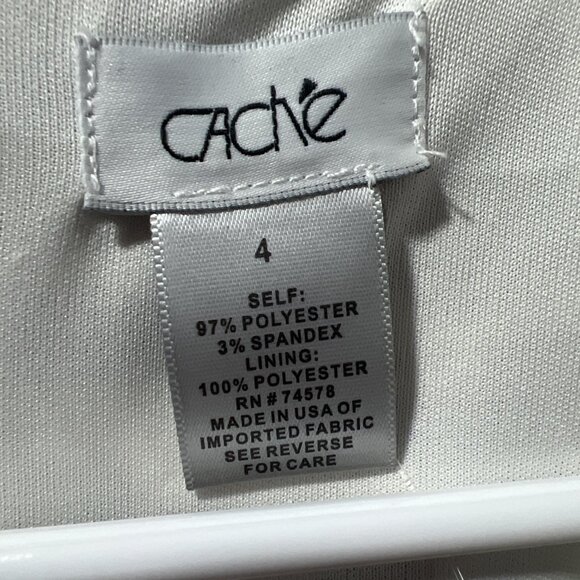 CAChé
4
SELF:
97% POLYESTER
3% SPANDEX
LINING:
100% POLYESTER
RN # 74578
MADE IN USA OF
IMPORTED FABRIC
SEE REVERSE
FOR CARE